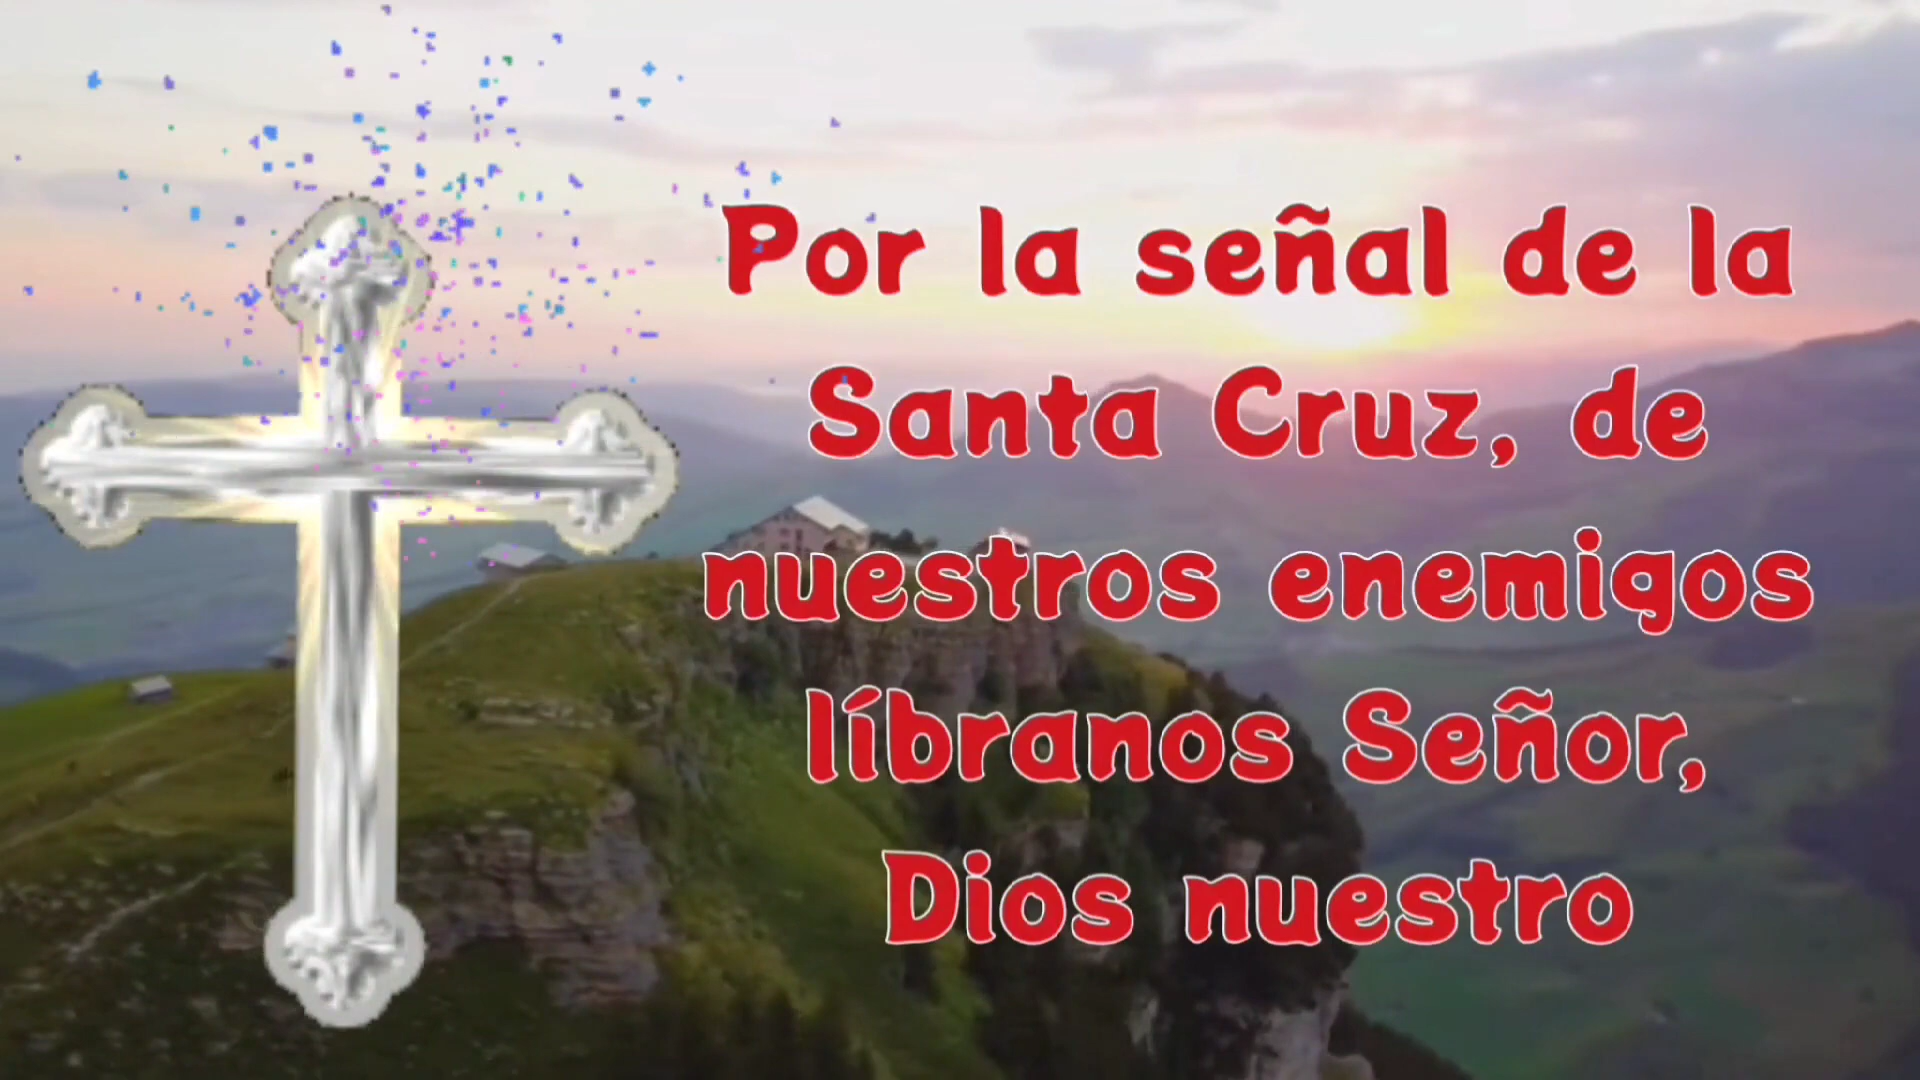 Por la señal de la
Santa Cruz, de
nuestros enemigos
líbranos Señor,
Dios nuestro